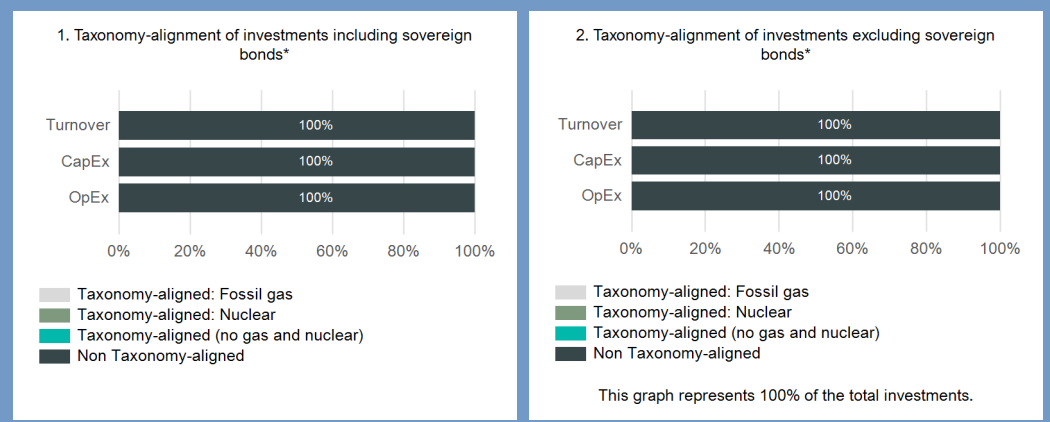 1. Taxonomy-alignment of investments including sovereign
bonds*
Turnover
100%
CapEx
100%
OpEx
100%
0% 20% 40% 60% 80% 100%
Taxonomy-aligned: Fossil gas
Taxonomy-aligned: Nuclear
Taxonomy-aligned (no gas and nuclear)
Non Taxonomy-aligned
2. Taxonomy-alignment of investments excluding sovereign
bonds*
Turnover
100%
CapEx
100%
OpEx
100%
0% 20% 40% 60% 80% 100%
Taxonomy-aligned: Fossil gas
Taxonomy-aligned: Nuclear
Taxonomy-aligned (no gas and nuclear)
Non Taxonomy-aligned
This graph represents 100% of the total investments.